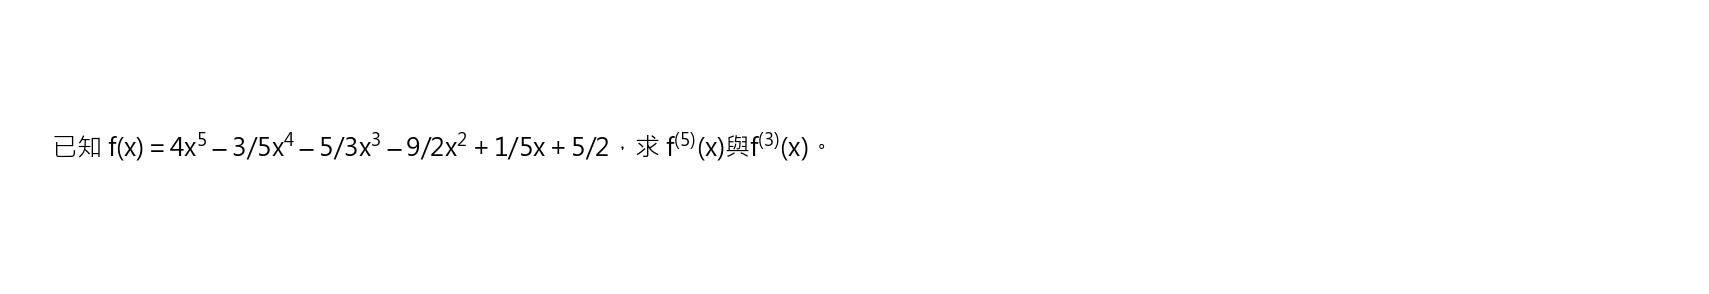 已知 f(x) = 4x⁵ – 3/5x⁴ – 5/3x³ – 9/2x² + 1/5x + 5/2，求 f⁽⁵⁾(x)與f⁽³⁾(x)。